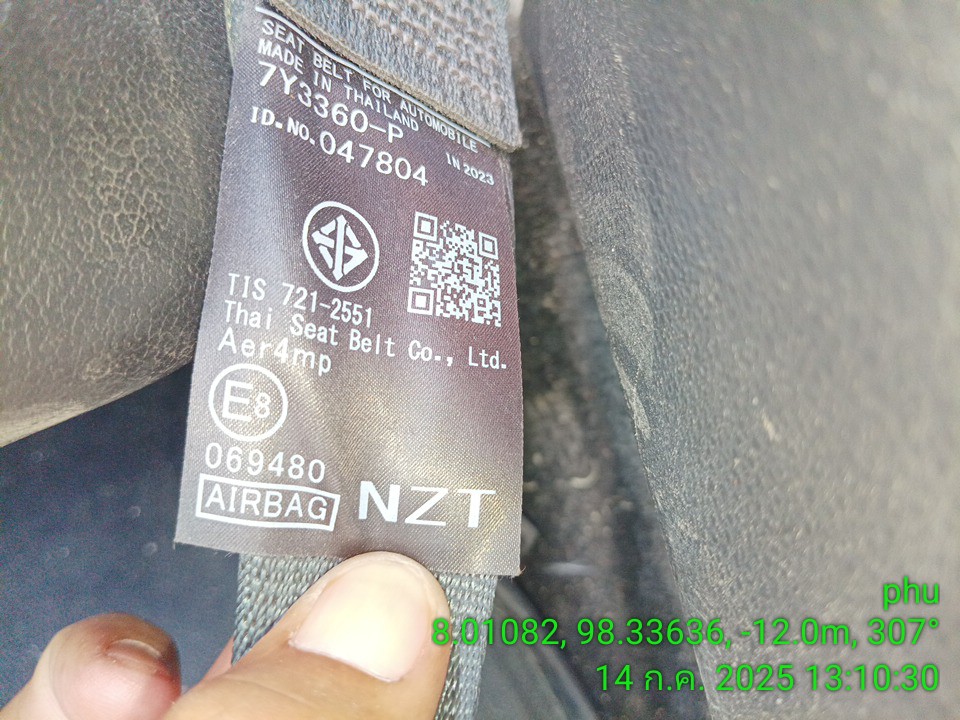 SEAT BELT FOR AUTOMOBILE
MADE IN THAILAND
7Y3360-P
IN 2023
ID.NO.047804
TIS 721-2551
Thai Seat Belt Co., Ltd.
Aer4mp
E8
069480
AIRBAG
NZT
phu
8.01082, 98.33636, -12.0m, 307°
14 ก.ค. 2025 13:10:30